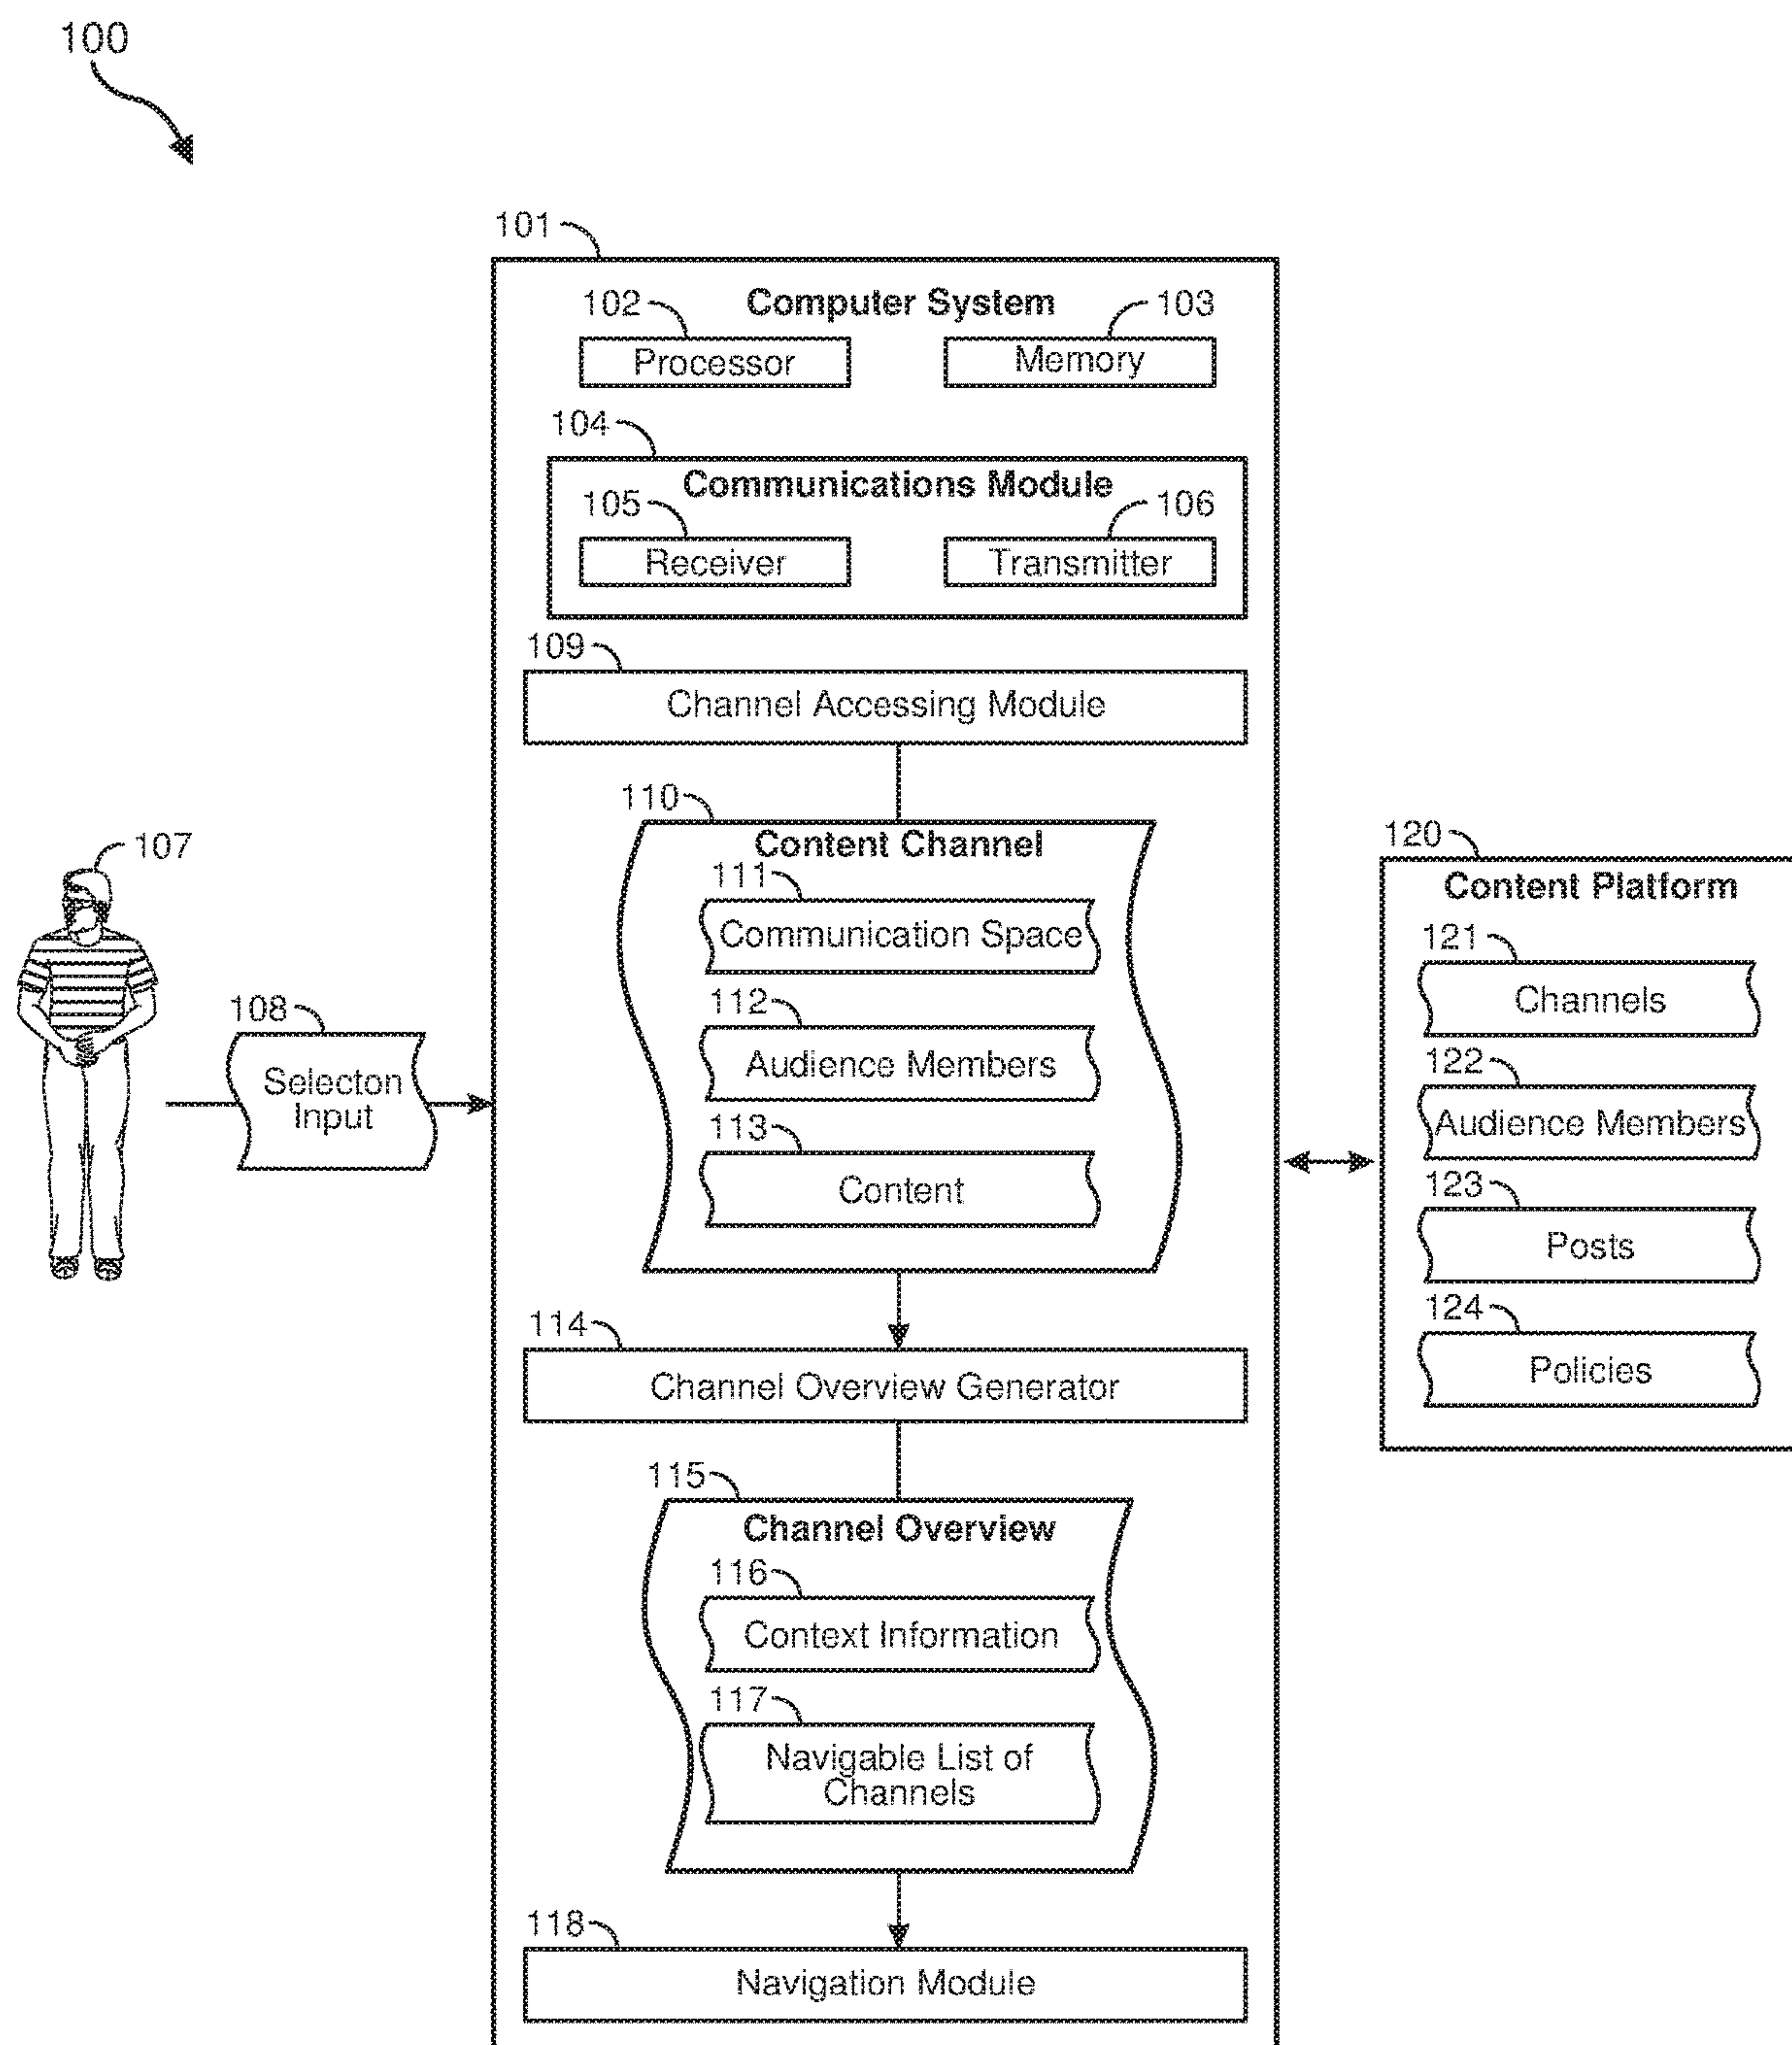 100
101
Computer System
102
103
Processor
Memory
104
Communications Module
105
106
Receiver
Transmitter
109
Channel Accessing Module
110
Content Channel
111
Communication Space
112
Audience Members
113
Content
107
108
Selecton
Input
120
Content Platform
121
Channels
122
Audience Members
123
Posts
124
Policies
114
Channel Overview Generator
115
Channel Overview
116
Context Information
117
Navigable List of
Channels
118
Navigation Module